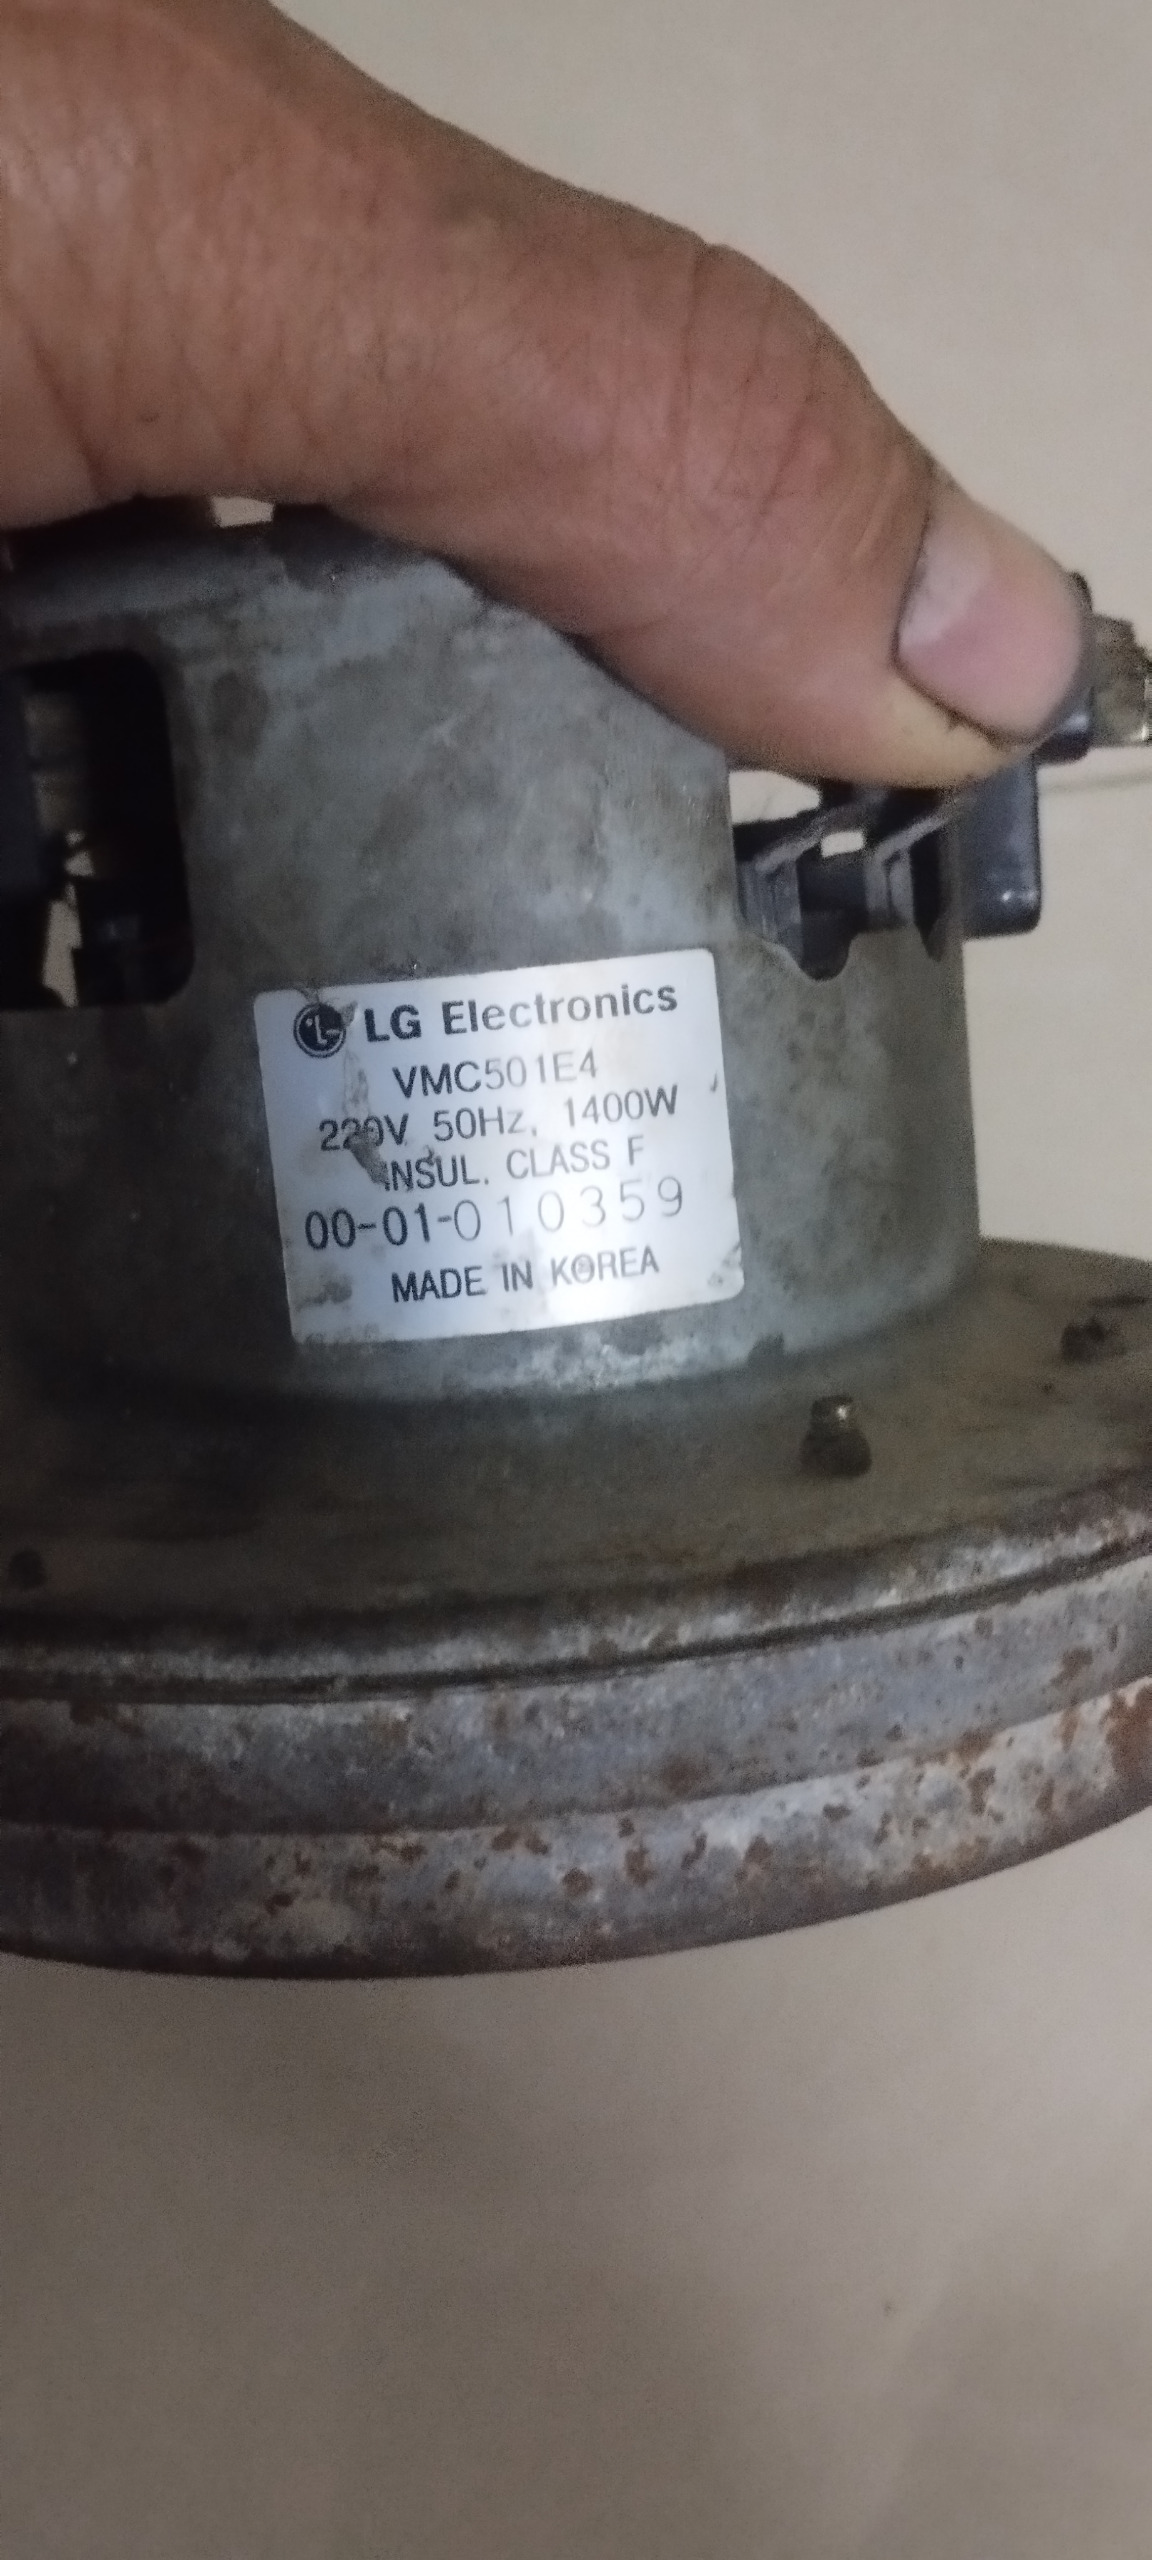 LG Electronics
VMC501E4
220V 50Hz, 1400W
INSUL. CLASS F
00-01-010359
MADE IN KOREA